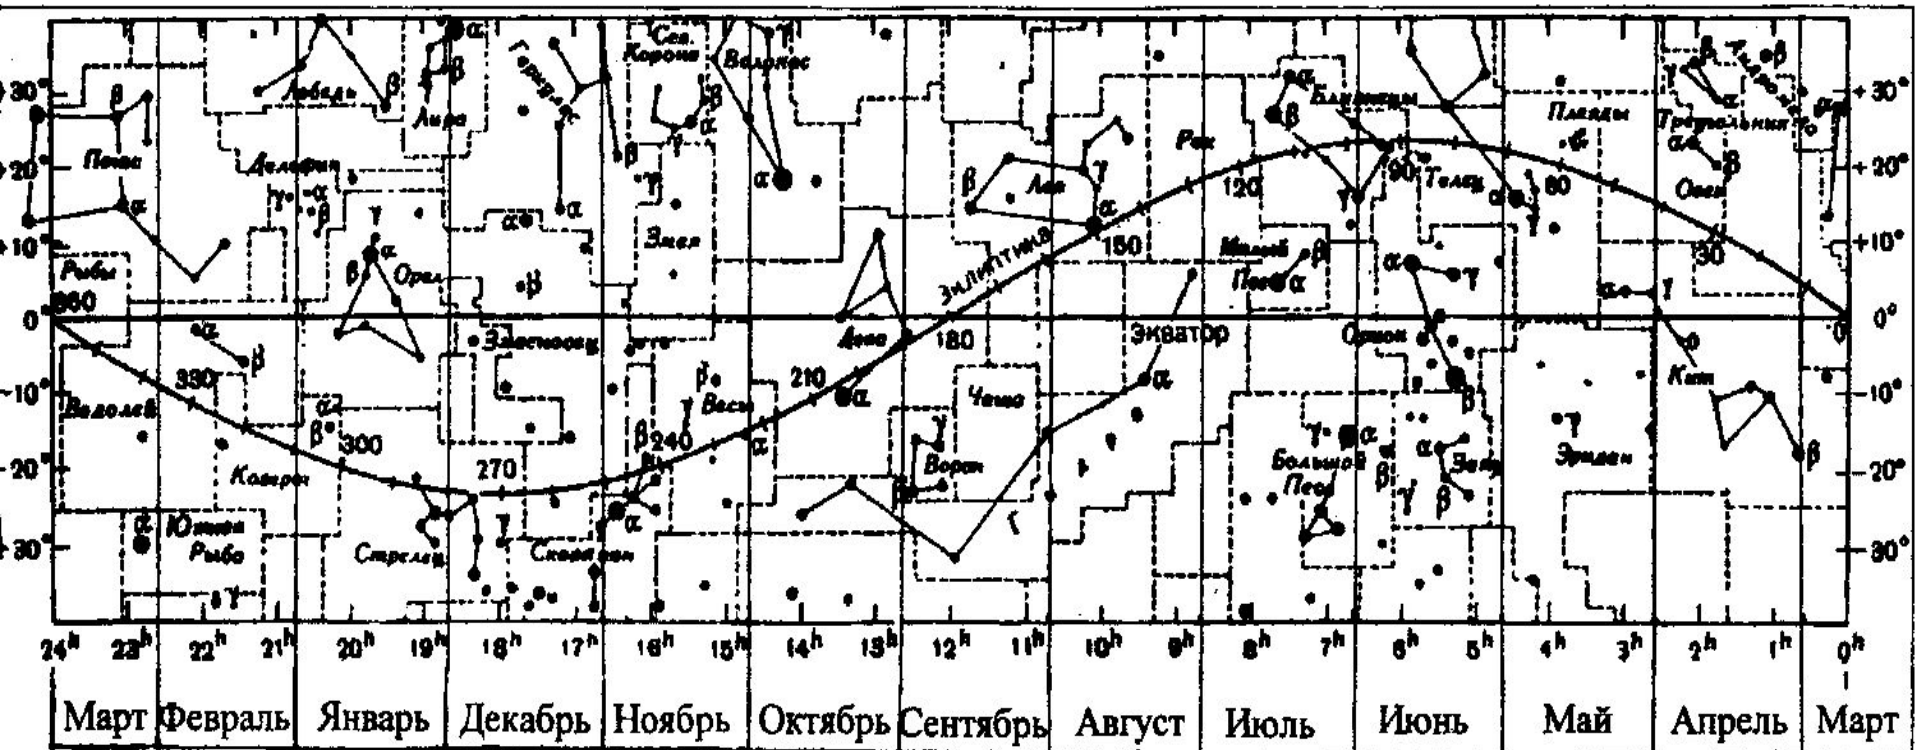 Сев. Корона
Волопас
Геркулес
Близнецы
Плеяды
Треугольник
Лебедь
Лира
Пегас
Дельфин
Рак
Телец
Овен
Лев
Змея
Малый Пес
Рыбы
Орел
Эклиптика
Экватор
Орион
Дева
Змееносец
Кит
Водолей
Весы
Чаша
Козерог
Ворон
Большой Пес
Заяц
Эридан
Южная Рыба
Стрелец
Скорпион
360 330 300 270 240 210 180 150 120 90 60 30 0
+30° +20° +10° 0° -10° -20° -30°
24h 23h 22h 21h 20h 19h 18h 17h 16h 15h 14h 13h 12h 11h 10h 9h 8h 7h 6h 5h 4h 3h 2h 1h 0h
Март Февраль Январь Декабрь Ноябрь Октябрь Сентябрь Август Июль Июнь Май Апрель Март